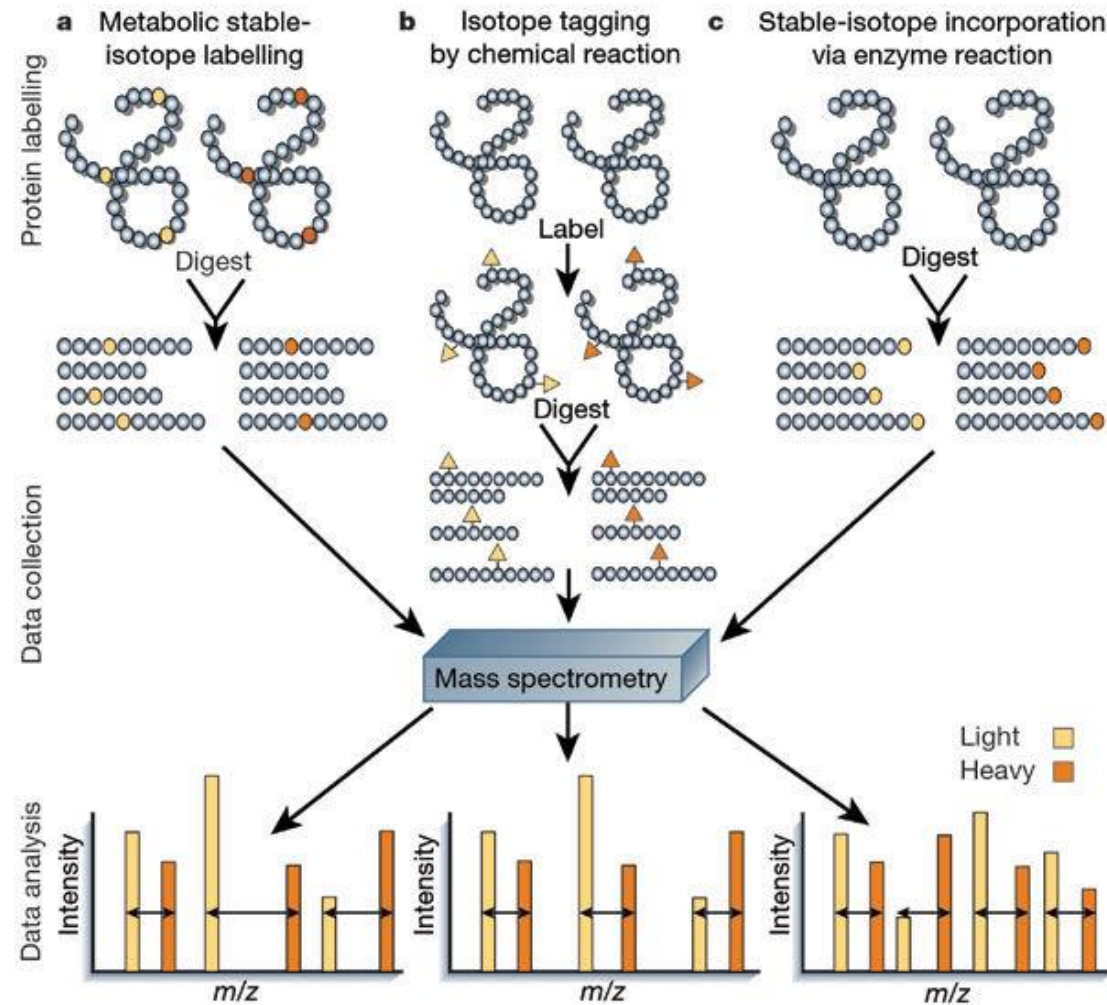 a Metabolic stable-
isotope labelling
b Isotope tagging
by chemical reaction
c Stable-isotope incorporation
via enzyme reaction
Protein labelling
Digest
Label
Digest
Digest
Data collection
Mass spectrometry
Light
Heavy
Data analysis
Intensity
m/z
Intensity
m/z
Intensity
m/z